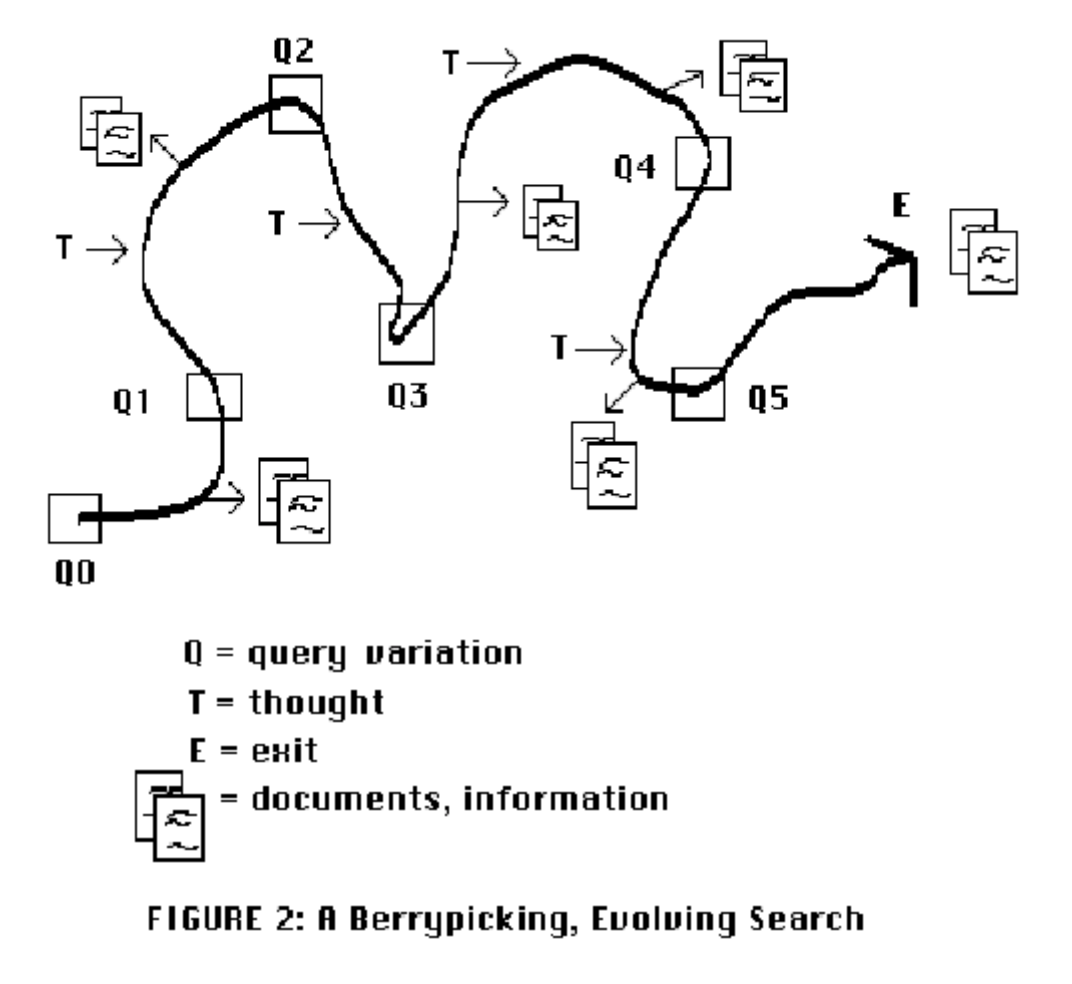 Q2
T
Q4
T
E
T
T
Q1
Q3
Q5
Q0
Q = query variation
T = thought
E = exit
= documents, information
FIGURE 2: A Berrypicking, Evolving Search